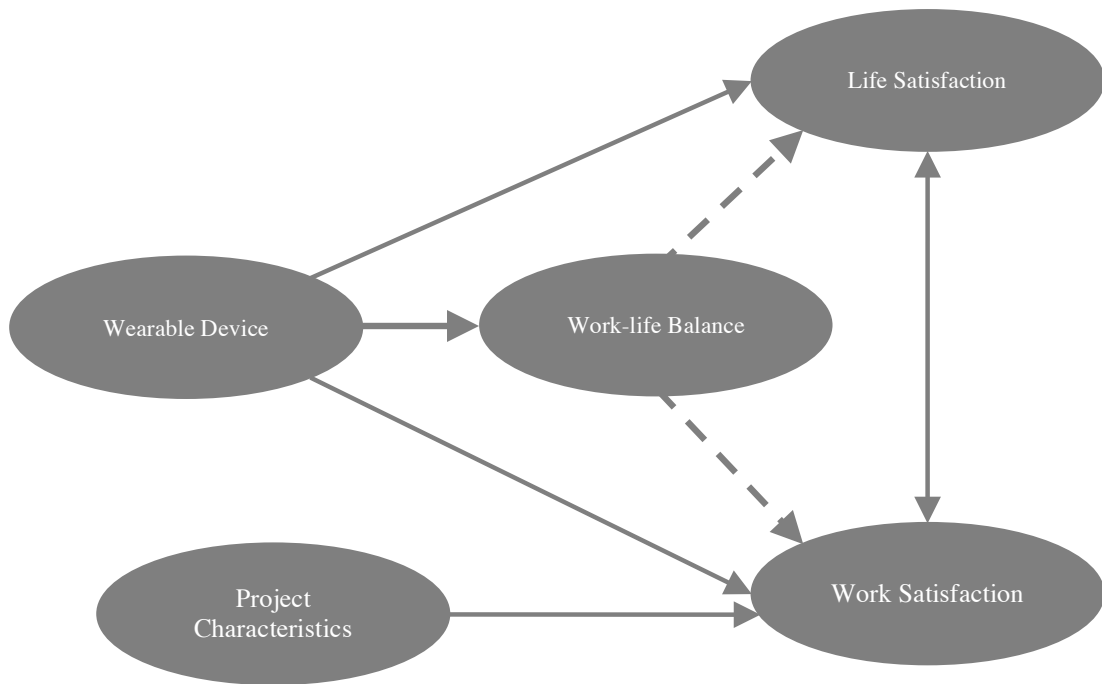 Life Satisfaction
Wearable Device
Work-life Balance
Work Satisfaction
Project
Characteristics